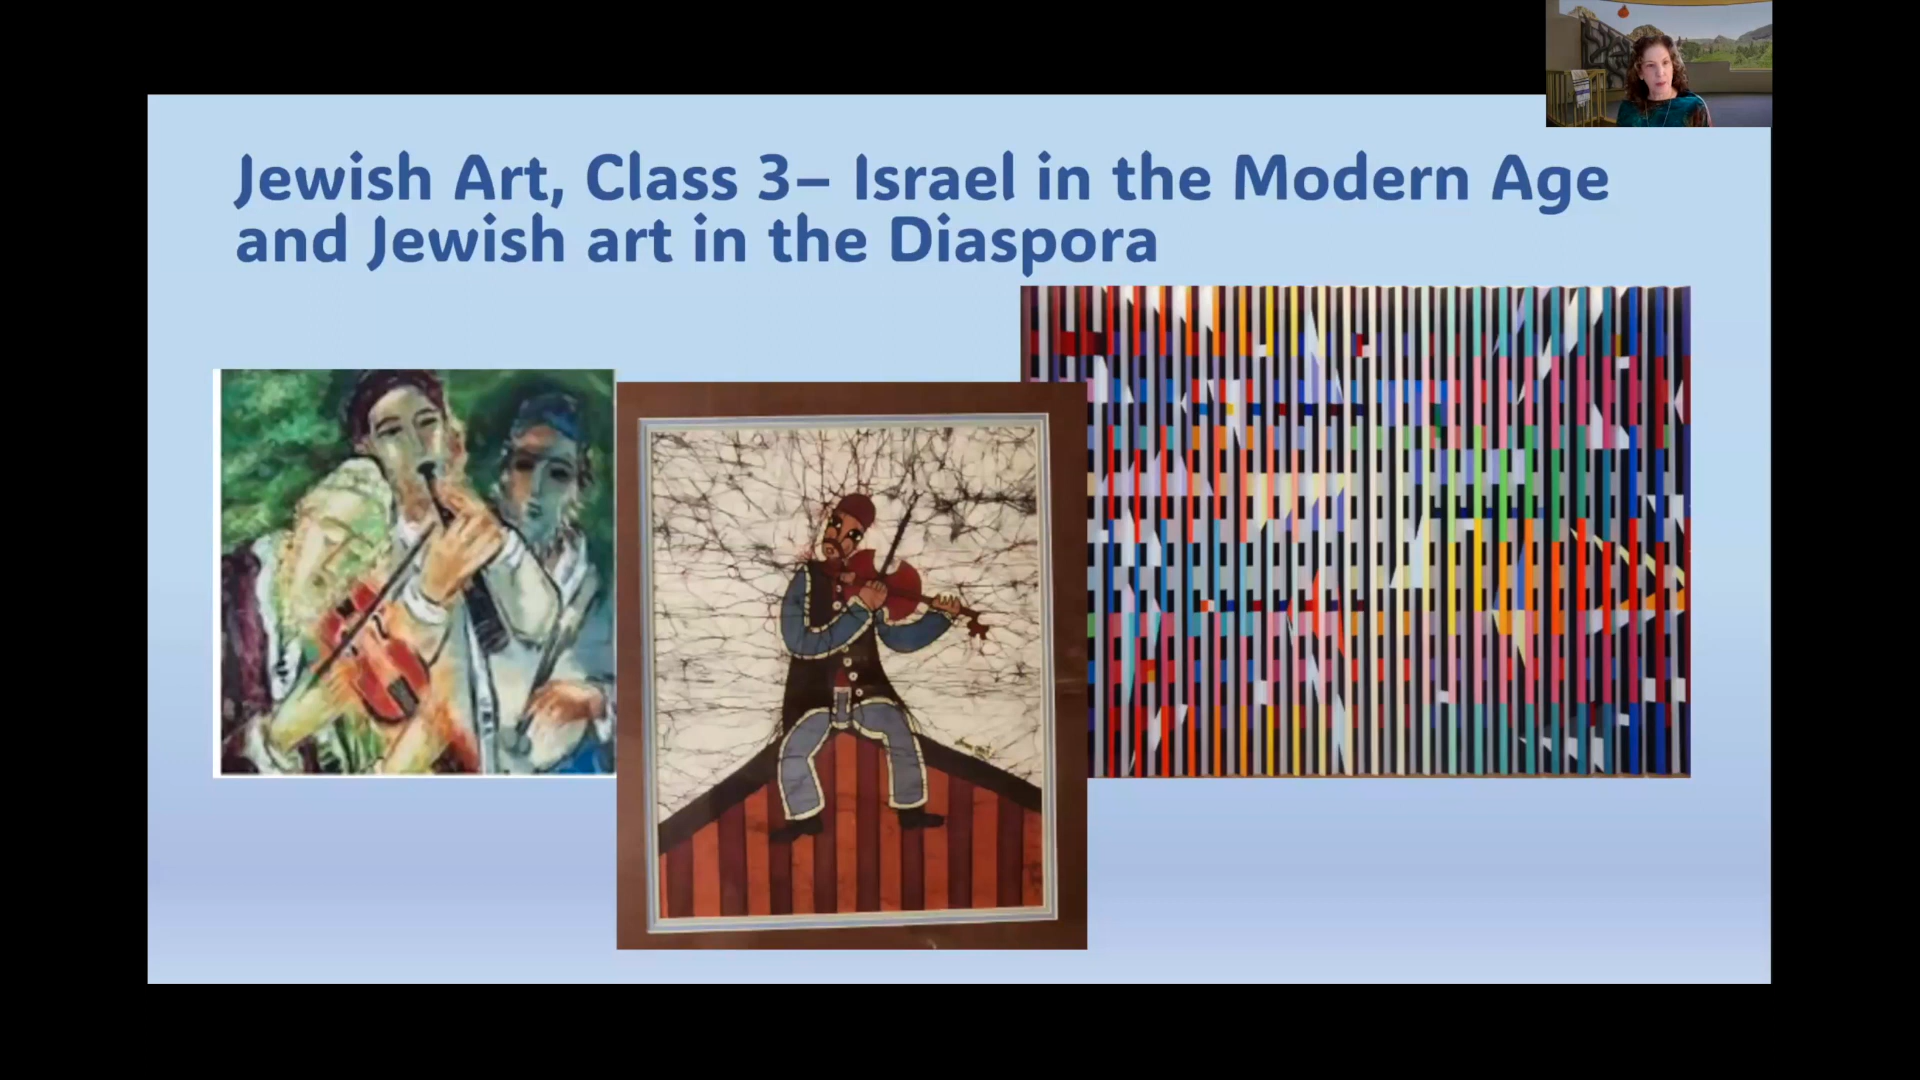 Jewish Art, Class 3– Israel in the Modern Age
and Jewish art in the Diaspora